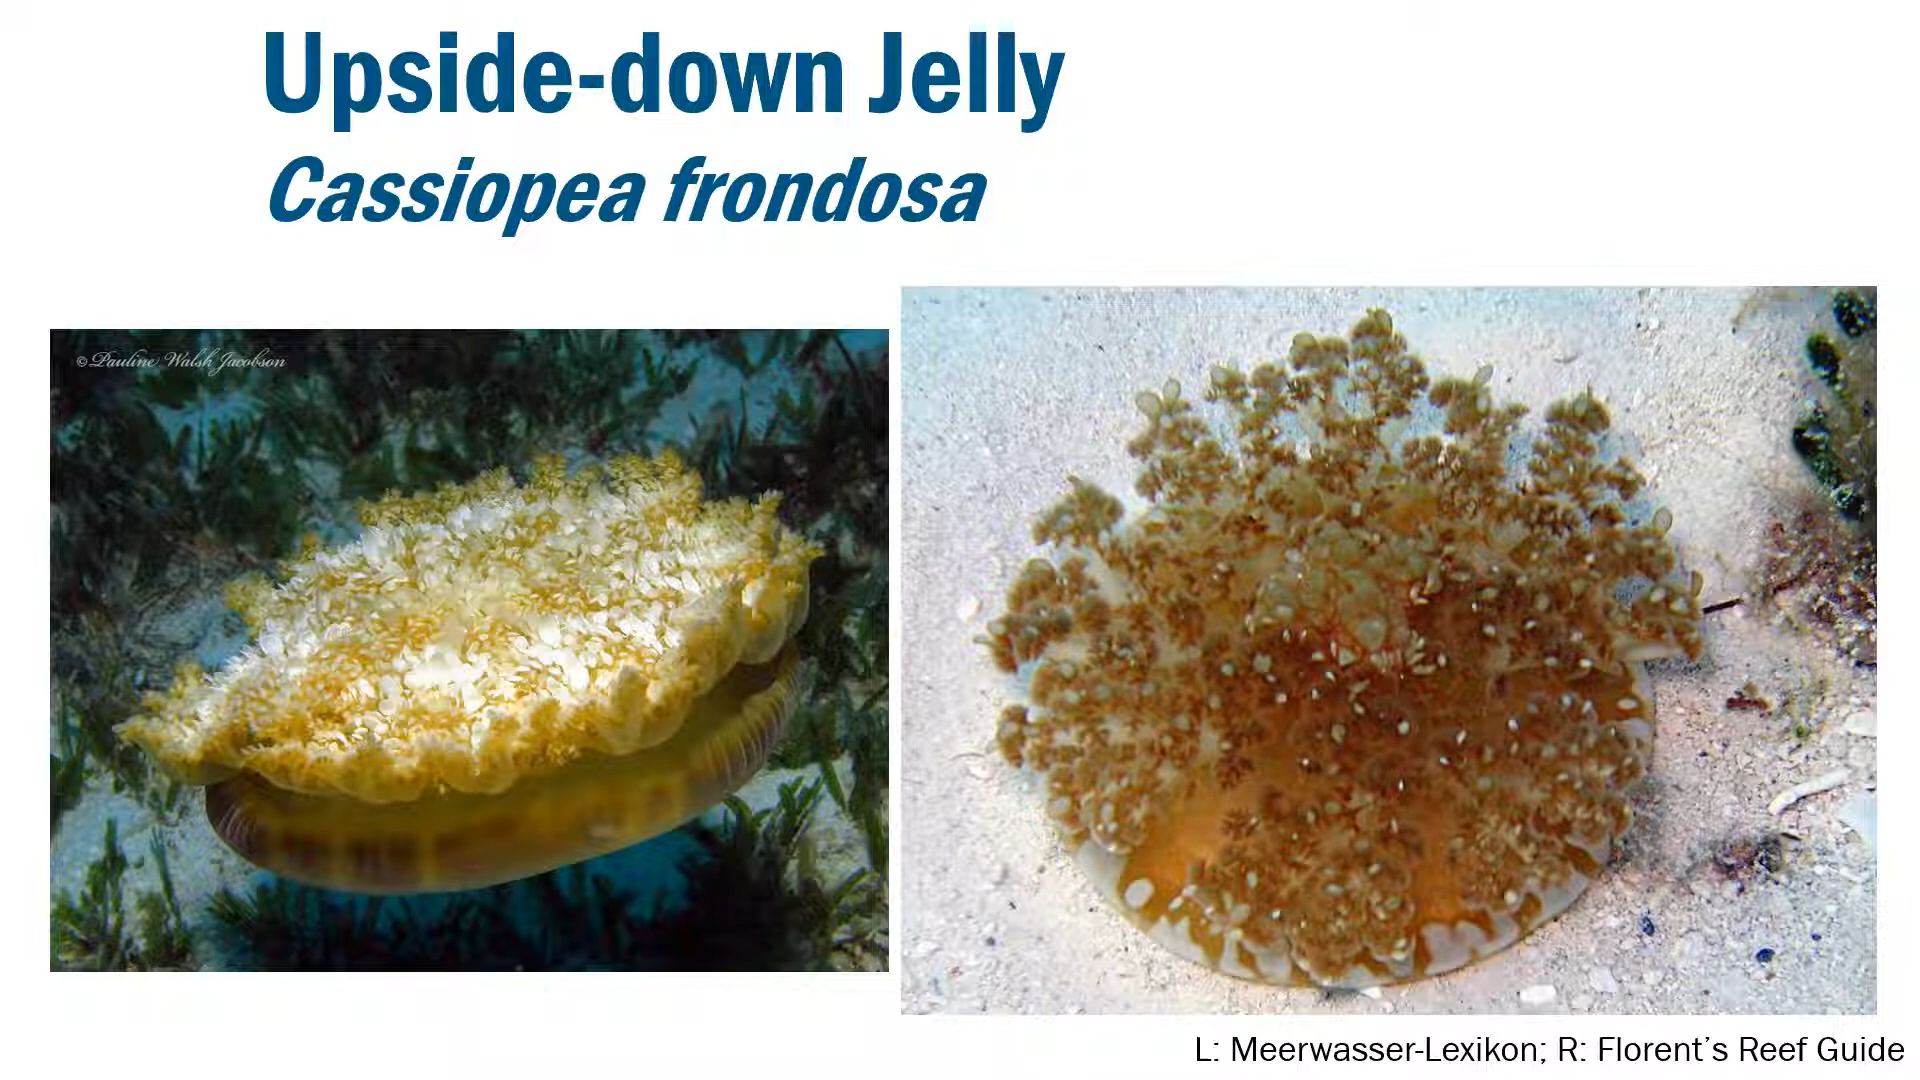 Upside-down Jelly
Cassiopea frondosa
© Pauline Walsh Jacobson
L: Meerwasser-Lexikon; R: Florent's Reef Guide